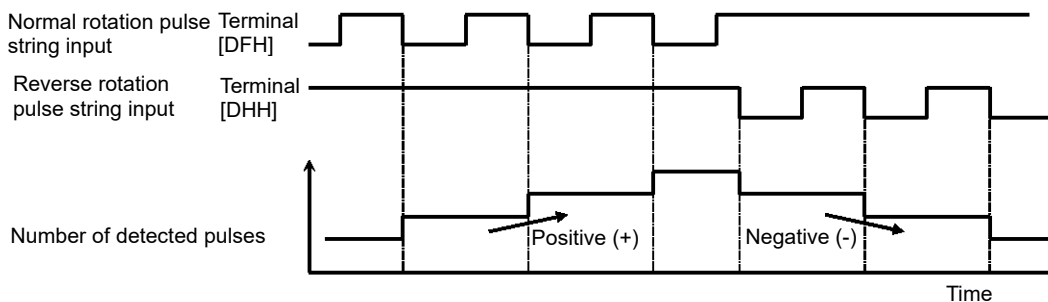 Normal rotation pulse
string input
Terminal
[DFH]
Reverse rotation
pulse string input
Terminal
[DHH]
Number of detected pulses
Positive (+)
Negative (-)
Time